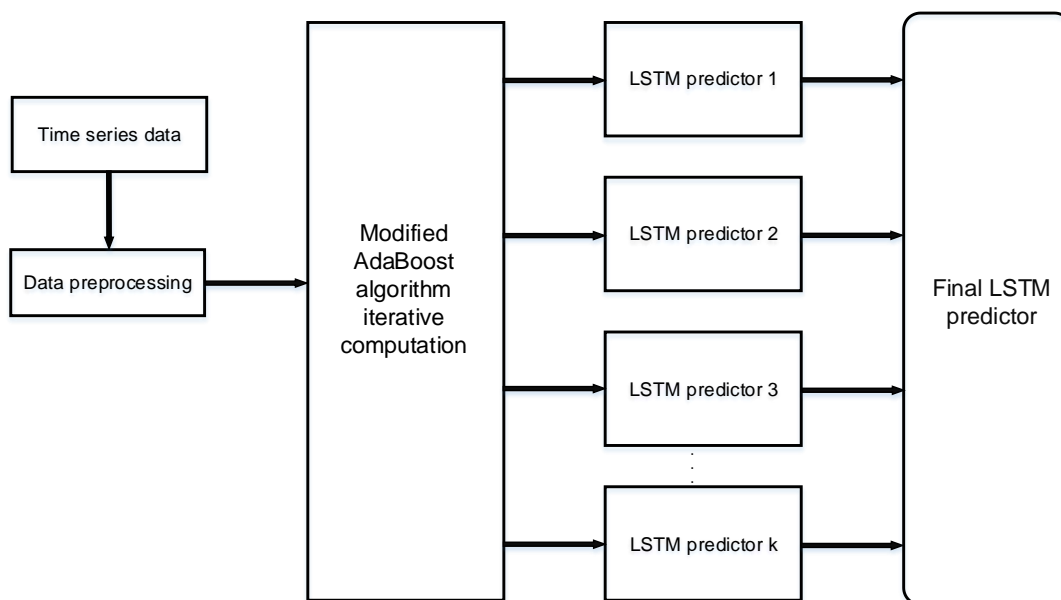 Time series data
Data preprocessing
Modified
AdaBoost
algorithm
iterative
computation
LSTM predictor 1
LSTM predictor 2
LSTM predictor 3
. . .
LSTM predictor k
Final LSTM
predictor